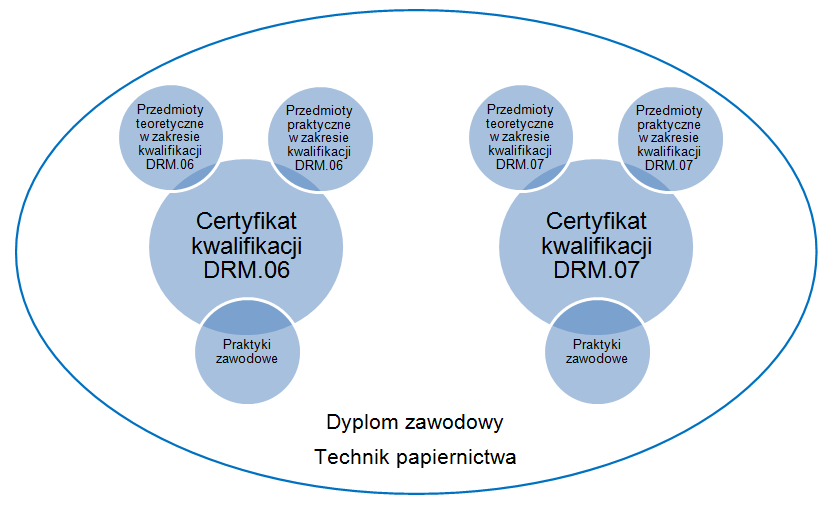 Przedmioty
teoretyczne
w zakresie
kwalifikacji
DRM.06
Przedmioty
praktyczne
w zakresie
kwalifikacji
DRM.06
Certyfikat
kwalifikacji
DRM.06
Praktyki
zawodowe
Przedmioty
teoretyczne
w zakresie
kwalifikacji
DRM.07
Przedmioty
praktyczne
w zakresie
kwalifikacji
DRM.07
Certyfikat
kwalifikacji
DRM.07
Praktyki
zawodowe
Dyplom zawodowy
Technik papiernictwa